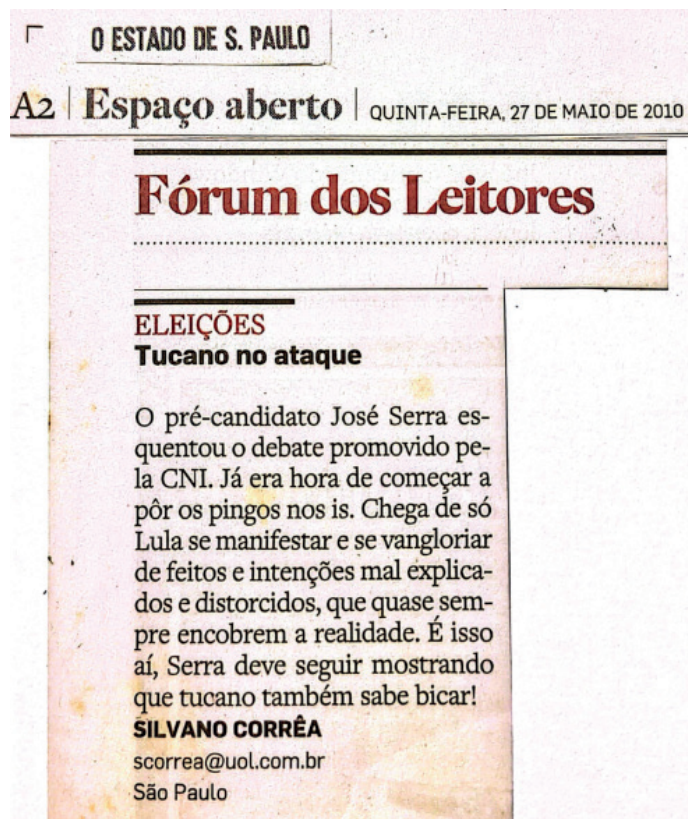 O ESTADO DE S. PAULO
A2 | Espaço aberto | QUINTA-FEIRA, 27 DE MAIO DE 2010
Fórum dos Leitores
ELEIÇÕES
Tucano no ataque
O pré-candidato José Serra es-
quentou o debate promovido pe-
la CNI. Já era hora de começar a
pôr os pingos nos is. Chega de só
Lula se manifestar e se vangloriar
de feitos e intenções mal explica-
dos e distorcidos, que quase sem-
pre encobrem a realidade. É isso
aí, Serra deve seguir mostrando
que tucano também sabe bicar!
SILVANO CORRÊA
scorrea@uol.com.br
São Paulo